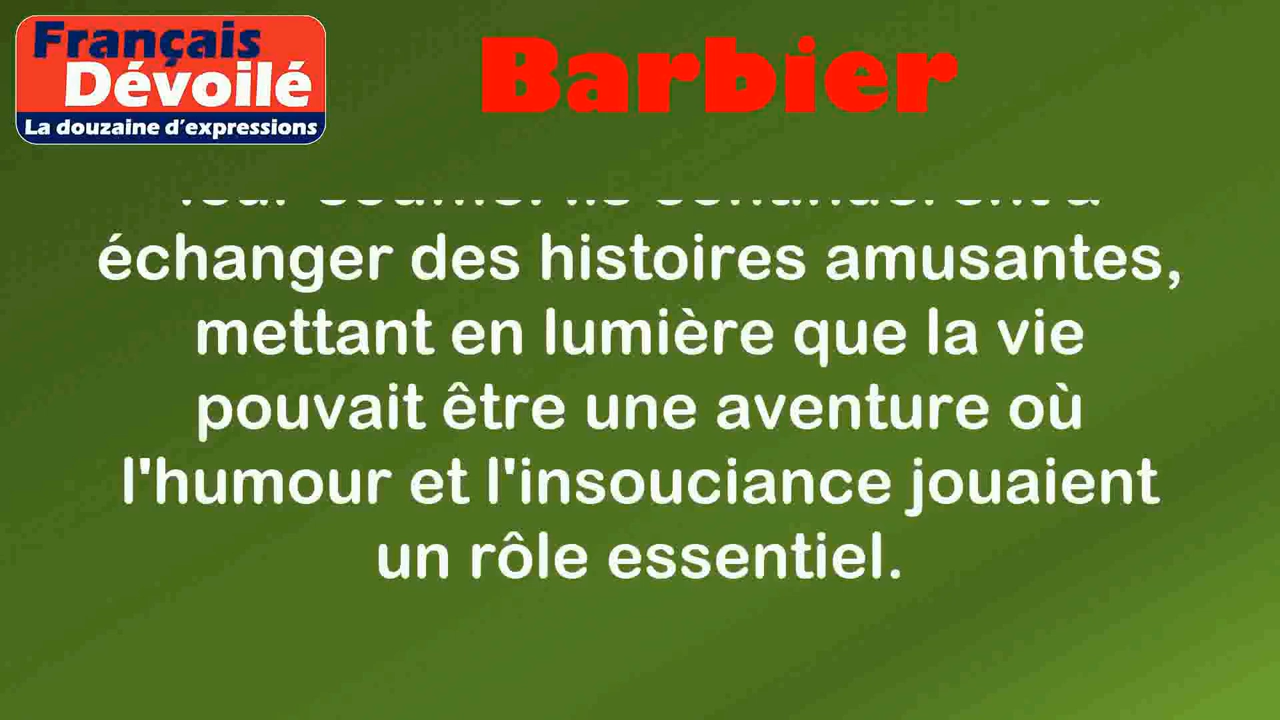 Français
Dévoilé
La douzaine d'expressions
Barbier
échanger des histoires amusantes,
mettant en lumière que la vie
pouvait être une aventure où
l'humour et l'insouciance jouaient
un rôle essentiel.